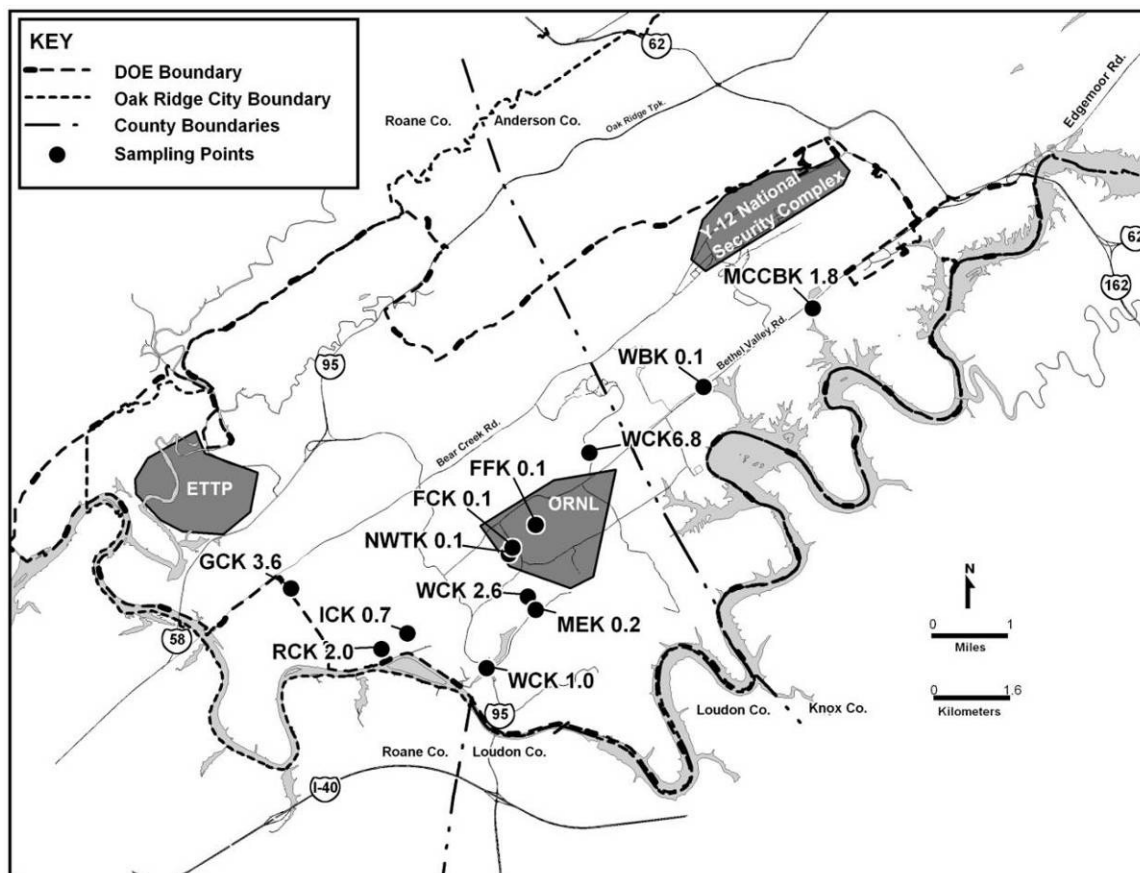 KEY
DOE Boundary
Oak Ridge City Boundary
County Boundaries
Sampling Points
62
Edgemoor Rd.
Roane Co.
Anderson Co.
Oak Ridge Tpk.
Y-12 National
Security Complex
62
162
MCCBK 1.8
Bethel Valley Rd.
95
WBK 0.1
Bear Creek Rd.
WCK6.8
FFK 0.1
ETTP
FCK 0.1
ORNL
NWTK 0.1
GCK 3.6
WCK 2.6
N
ICK 0.7
MEK 0.2
58
0 1
Miles
RCK 2.0
WCK 1.0
0 1.6
Kilometers
95
Loudon Co.
Knox Co.
Roane Co.
Loudon Co.
I-40